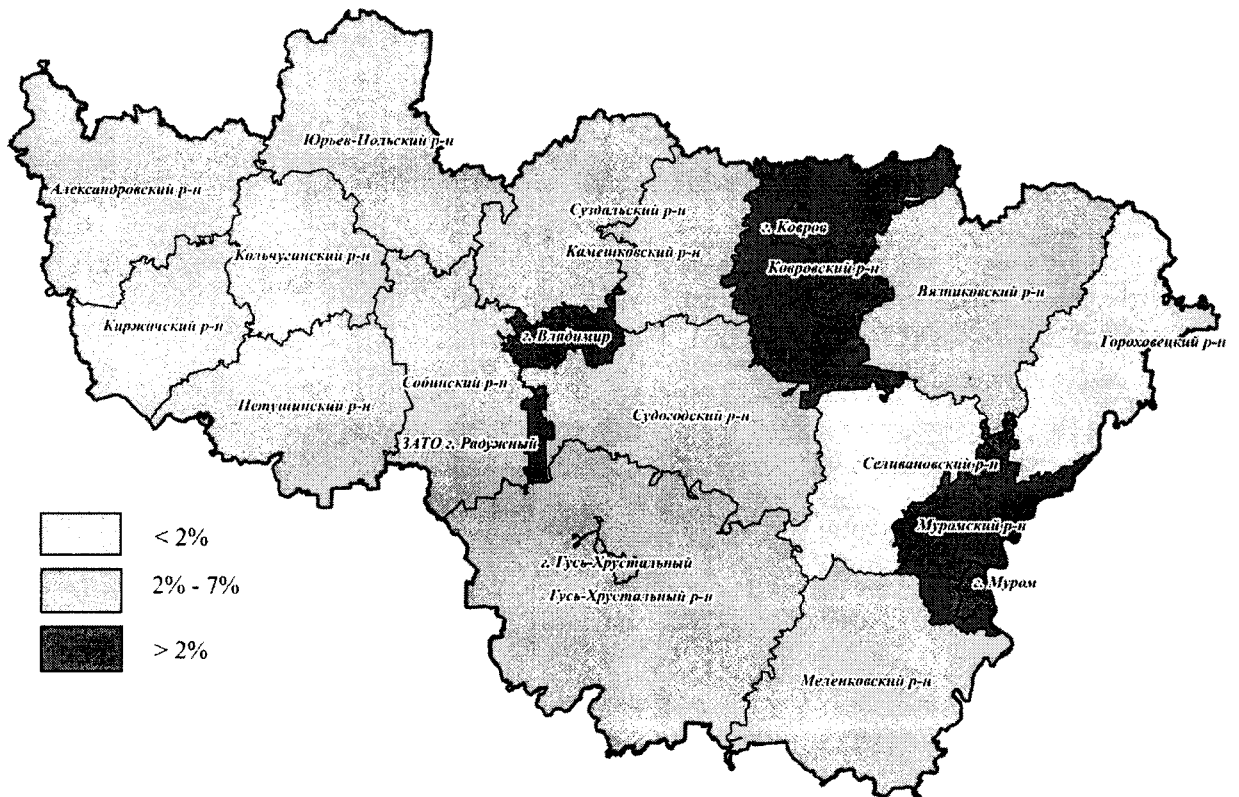 Юрьев-Польский р-н
Александровский р-н
Суздальский р-н
г. Ковров
Кольчугинский р-н
Камешковский р-н
Ковровский р-н
Вязниковский р-н
Киржачский р-н
г. Владимир
Гороховецкий р-н
Собинский р-н
Петушинский р-н
Судогодский р-н
ЗАТО г. Радужный
Селивановский р-н
< 2%
Муромский р-н
г. Гусь-Хрустальный
2% - 7%
г. Муром
Гусь-Хрустальный р-н
> 2%
Меленковский р-н